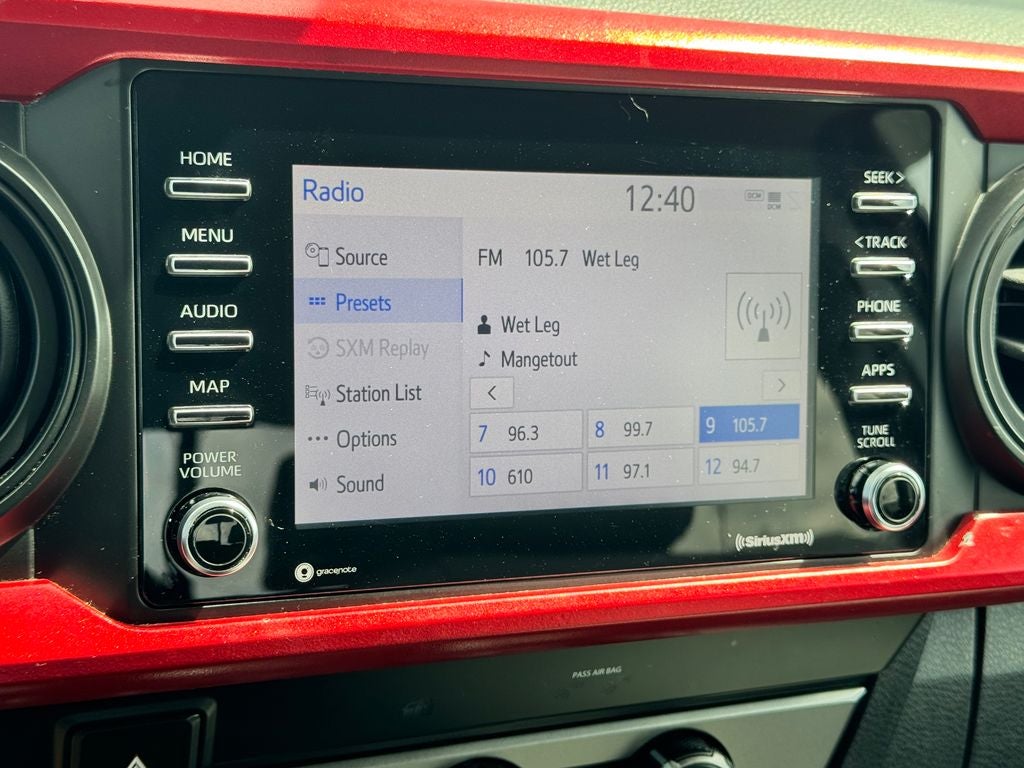 HOME
MENU
AUDIO
MAP
POWER
VOLUME
Radio
12:40
DCM
DCM
Source
Presets
SXM Replay
Station List
Options
Sound
FM 105.7 Wet Leg
Wet Leg
Mangetout
<
>
7 96.3
8 99.7
9 105.7
10 610
11 97.1
12 94.7
SEEK>
<TRACK
PHONE
APPS
TUNE
SCROLL
gracenote
((SiriusXM))
PASS AIR BAG